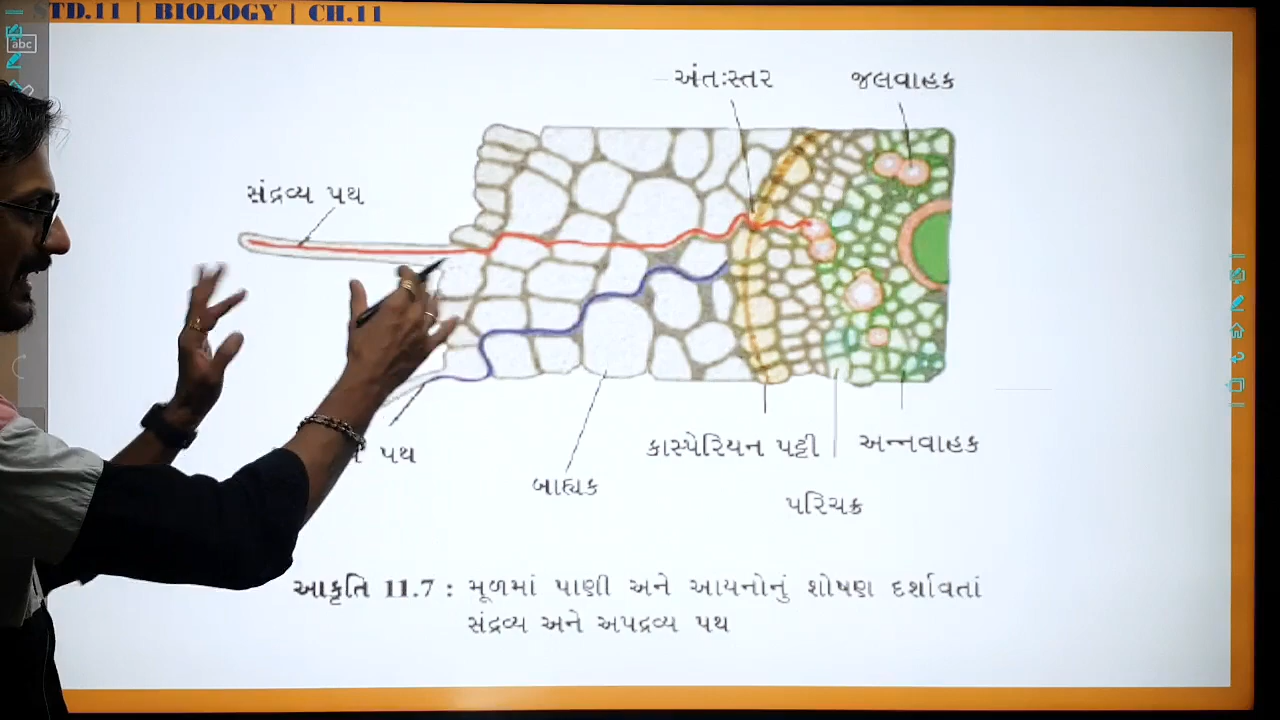 STD.11 | BIOLOGY | CH.11
abc
અંતઃસ્તર
જલવાહક
સંદ્રવ્ય પથ
પથ
બાહ્યક
કાસ્પેરિયન પટ્ટી
અન્નવાહક
પરિચક્ર
આકૃતિ 11.7 : મૂળમાં પાણી અને આયનોનું શોષણ દર્શાવતાં
સંદ્રવ્ય અને અપદ્રવ્ય પથ